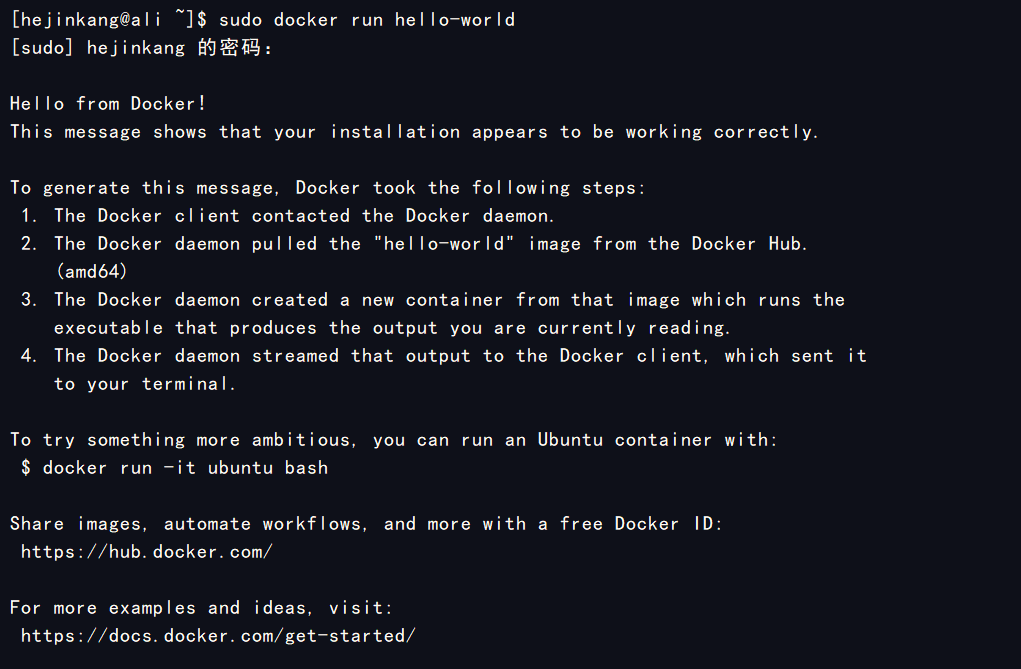 [hejinkang@ali ~]$ sudo docker run hello-world
[sudo] hejinkang 的密码：
Hello from Docker!
This message shows that your installation appears to be working correctly.
To generate this message, Docker took the following steps:
1. The Docker client contacted the Docker daemon.
2. The Docker daemon pulled the "hello-world" image from the Docker Hub.
(amd64)
3. The Docker daemon created a new container from that image which runs the
executable that produces the output you are currently reading.
4. The Docker daemon streamed that output to the Docker client, which sent it
to your terminal.
To try something more ambitious, you can run an Ubuntu container with:
$ docker run -it ubuntu bash
Share images, automate workflows, and more with a free Docker ID:
https://hub.docker.com/
For more examples and ideas, visit:
https://docs.docker.com/get-started/